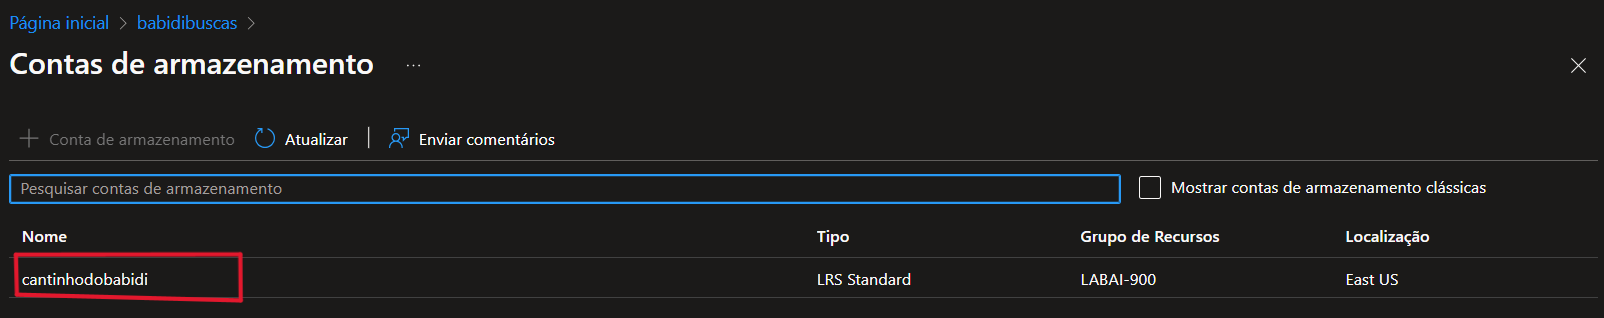 Página inicial > babidibuscas >
Contas de armazenamento ...
+ Conta de armazenamento Atualizar | Enviar comentários
Pesquisar contas de armazenamento Mostrar contas de armazenamento clássicas
Nome Tipo Grupo de Recursos Localização
cantinhodobabidi LRS Standard LABAI-900 East US